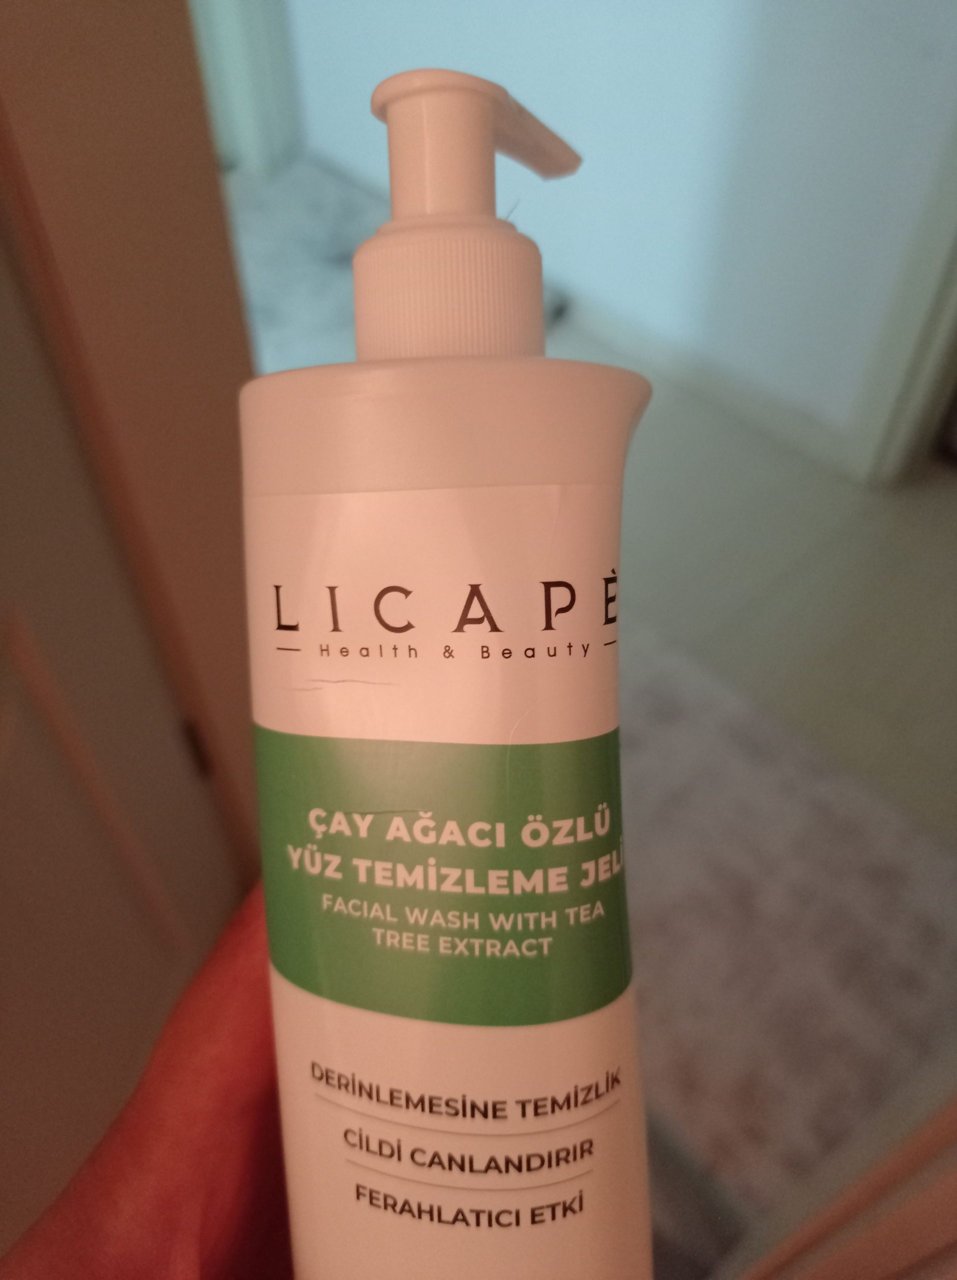 LICAPÈ
Health & Beauty
ÇAY AĞACI ÖZLÜ
YÜZ TEMİZLEME JELİ
FACIAL WASH WITH TEA
TREE EXTRACT
DERİNLEMESİNE TEMİZLİK
CİLDİ CANLANDIRIR
FERAHLATICI ETKİ